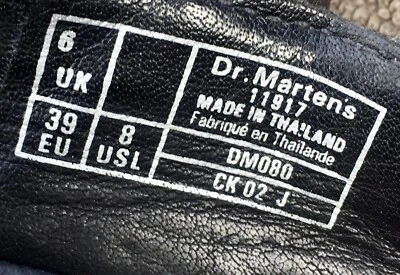 6
UK
39
EU
8
USL
Dr. Martens
11917
MADE IN THAILAND
Fabriqué en Thaïlande
DM080
CK 02 J